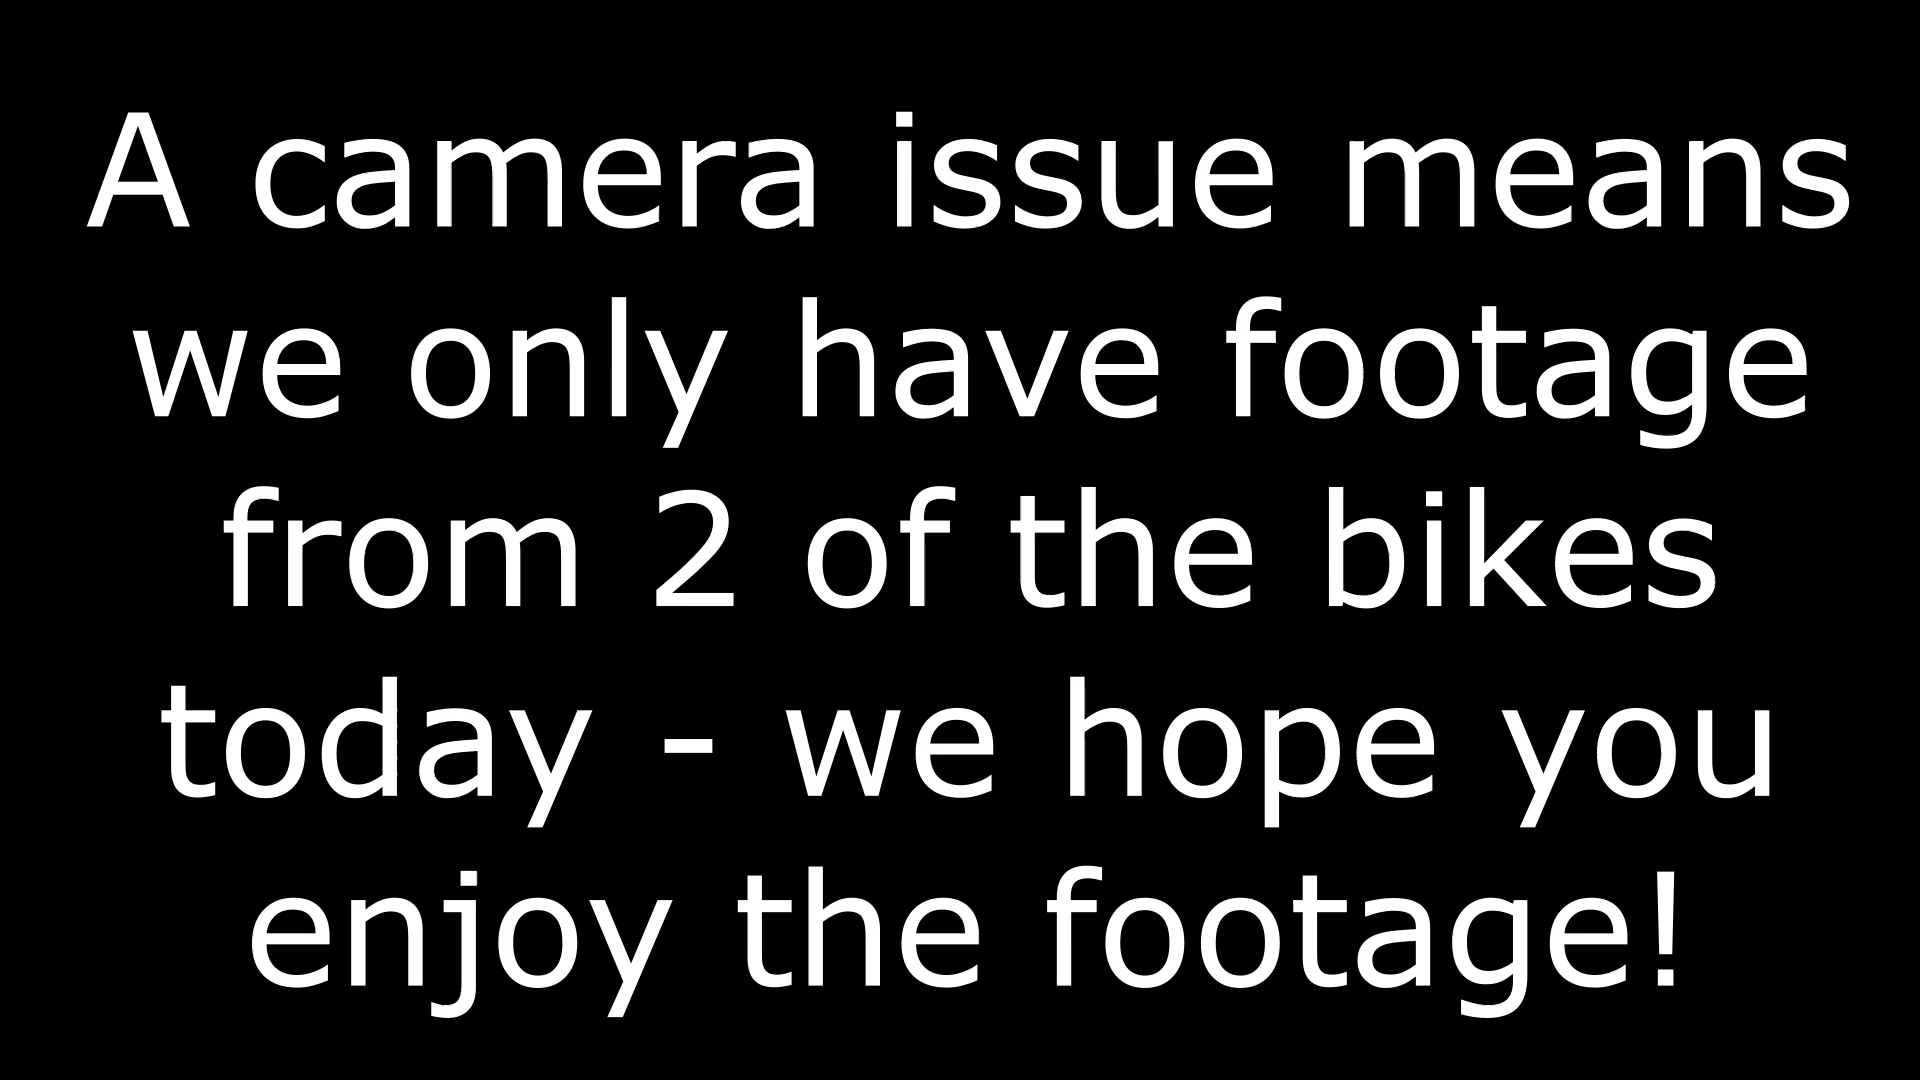 A camera issue means
we only have footage
from 2 of the bikes
today - we hope you
enjoy the footage!